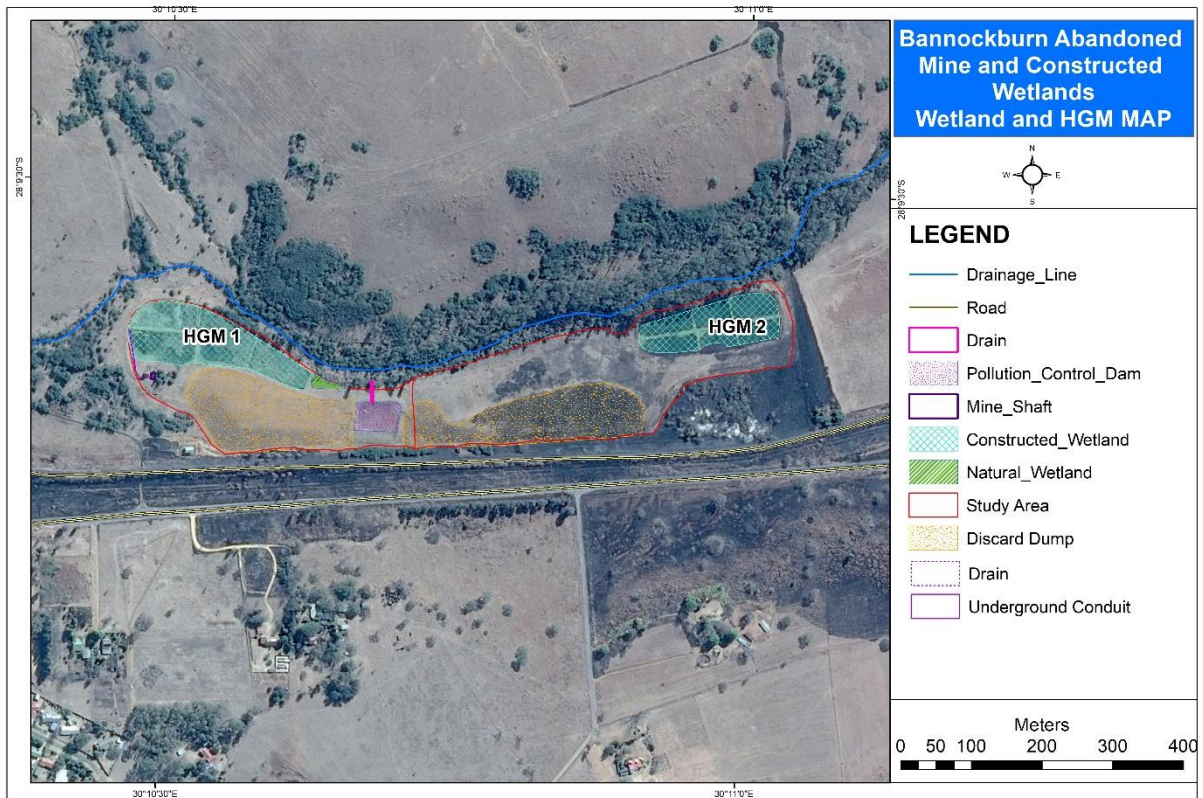 30°10'30"E
30°11'0"E
Bannockburn Abandoned
Mine and Constructed
Wetlands
Wetland and HGM MAP
N
W
E
S
28°9'30"S
28°9'30"S
LEGEND
Drainage_Line
Road
Drain
Pollution_Control_Dam
Mine_Shaft
Constructed_Wetland
Natural_Wetland
Study Area
Discard Dump
Drain
Underground Conduit
HGM 1
HGM 2
Meters
0 50 100 200 300 400
30°10'30"E
30°11'0"E